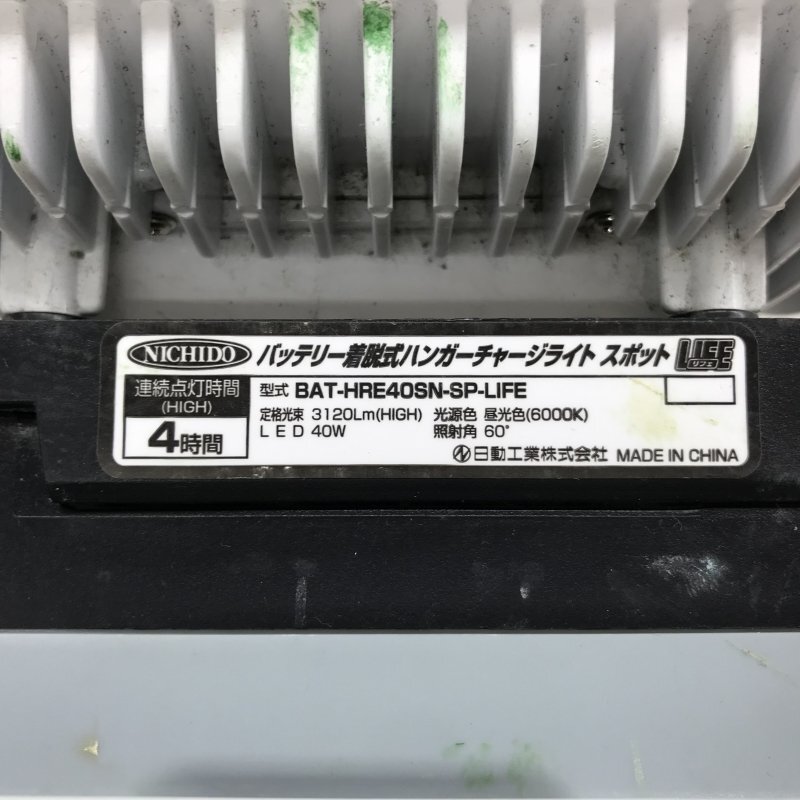 NICHIDO バッテリー着脱式ハンガーチャージライト スポット LIFE リフェ
連続点灯時間
(HIGH)
4時間
型式 BAT-HRE40SN-SP-LIFE
定格光束 3120Lm(HIGH) 光源色 昼光色(6000K)
LED 40W 照射角 60°
日動工業株式会社 MADE IN CHINA